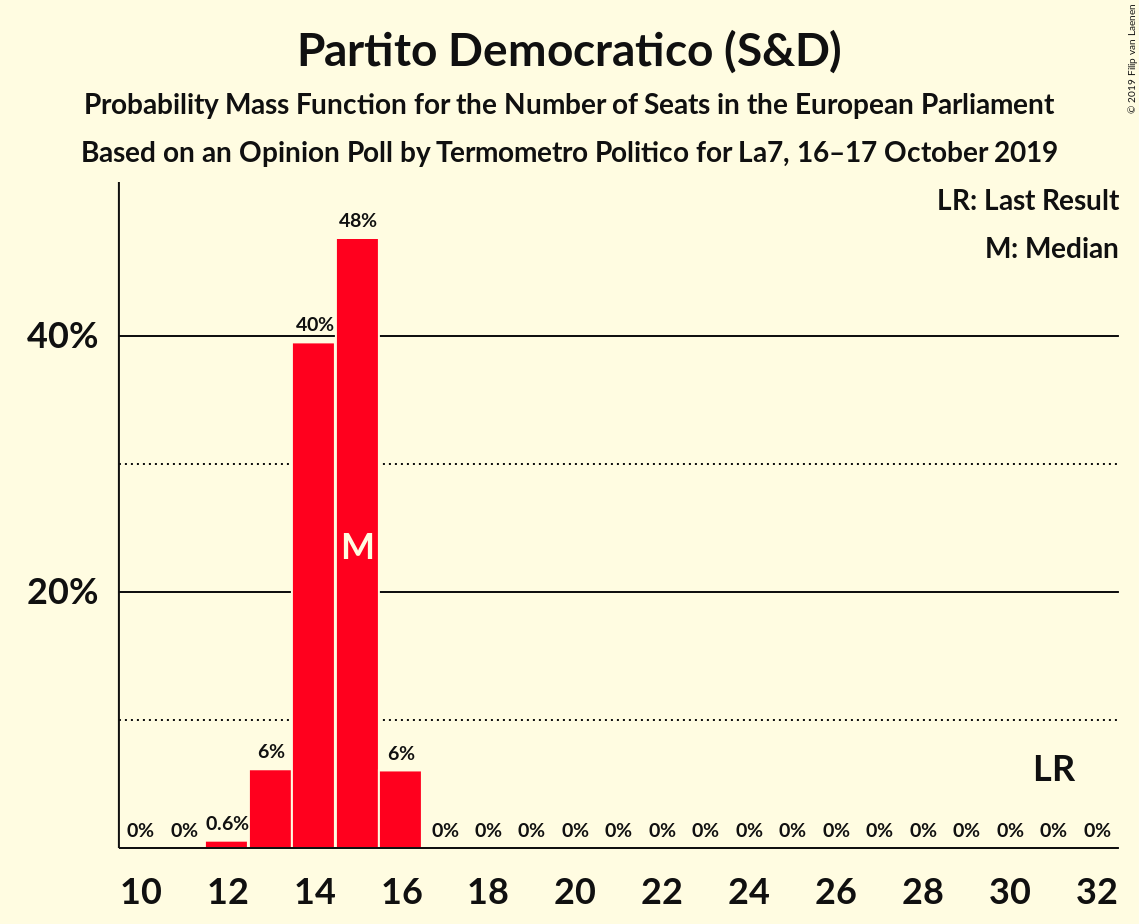 Partito Democratico (S&D)
Probability Mass Function for the Number of Seats in the European Parliament
Based on an Opinion Poll by Termometro Politico for La7, 16–17 October 2019
© 2019 Filip van Laenen
LR: Last Result
M: Median
48%
40%
40%
M
20%
6%
6%
LR
0% 0% 0.6% 0% 0% 0% 0% 0% 0% 0% 0% 0% 0% 0% 0% 0% 0% 0% 0%
10 12 14 16 18 20 22 24 26 28 30 32